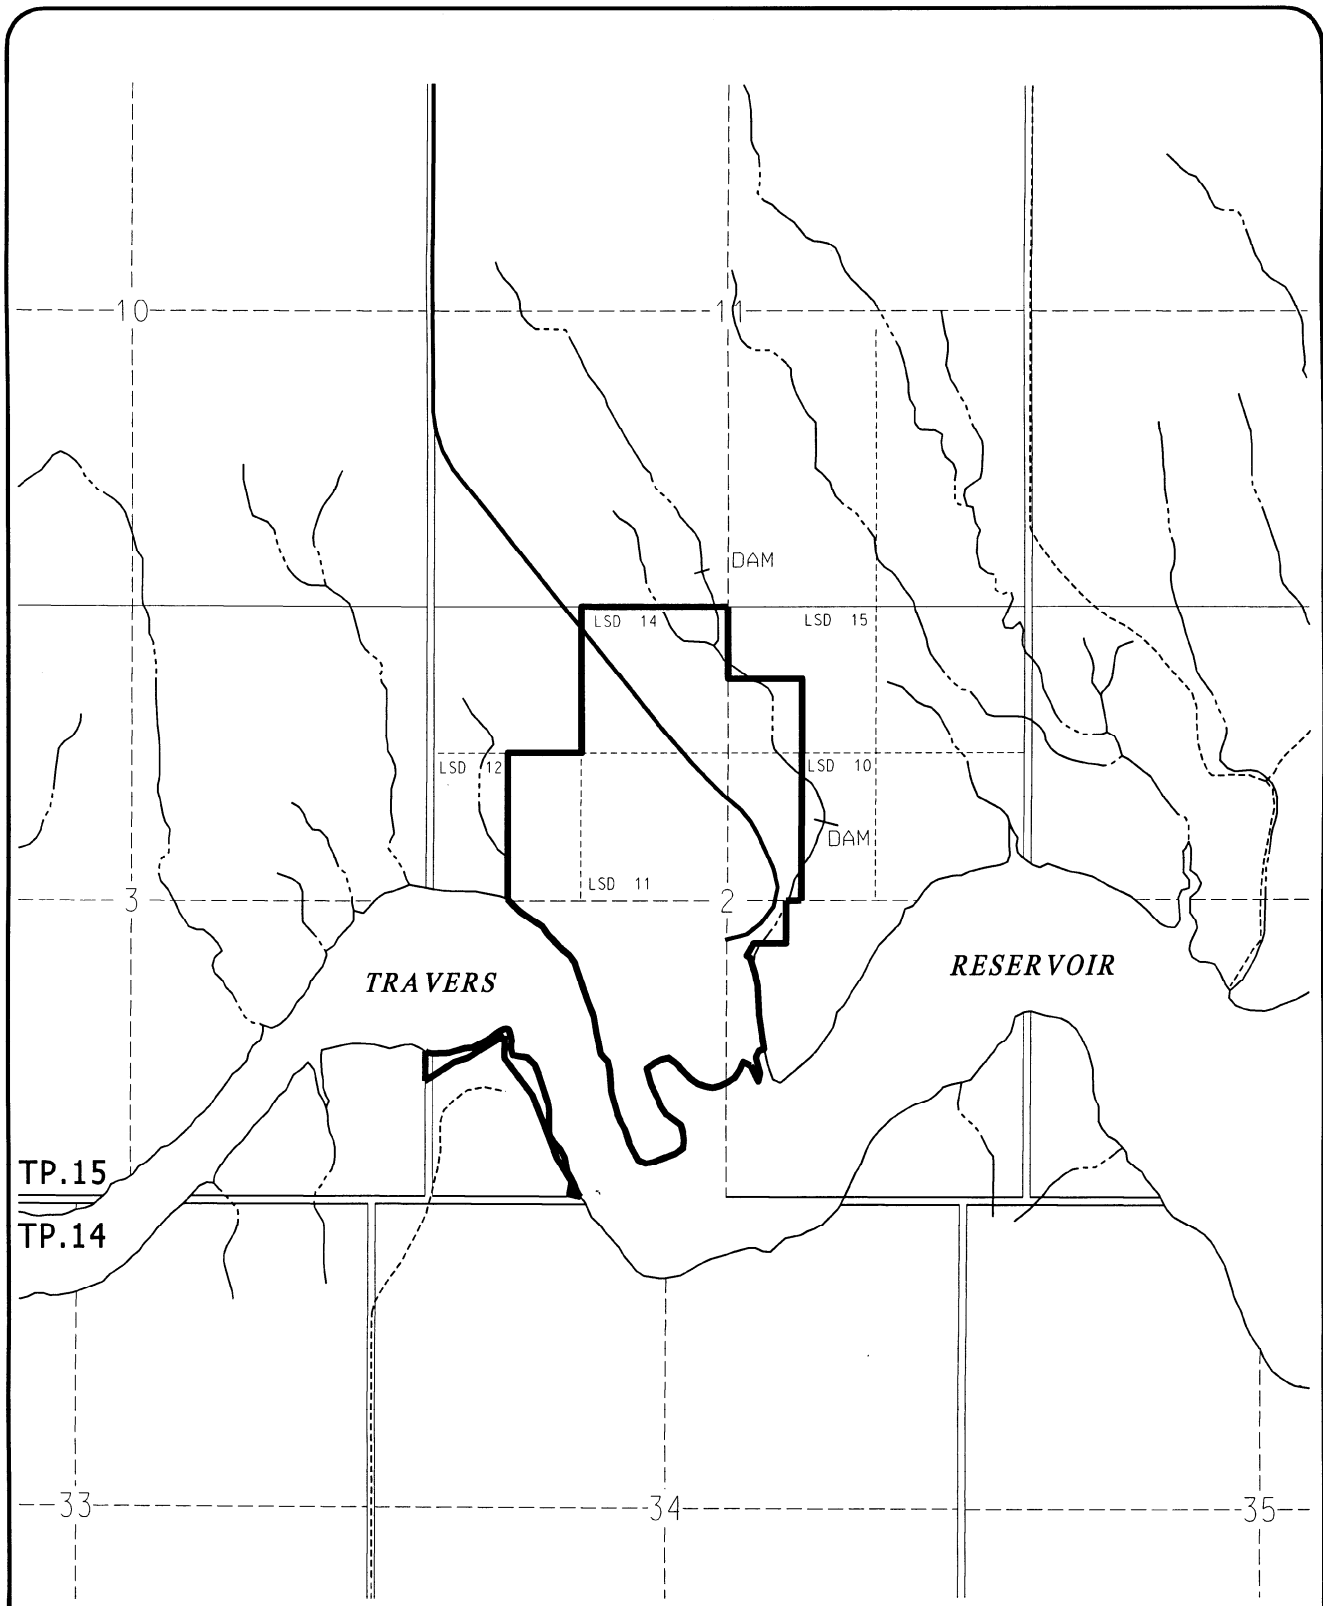 10
11
DAM
LSD 14
LSD 15
LSD 12
LSD 10
DAM
LSD 11
3
2
TRAVERS
RESERVOIR
TP.15
TP.14
33
34
35